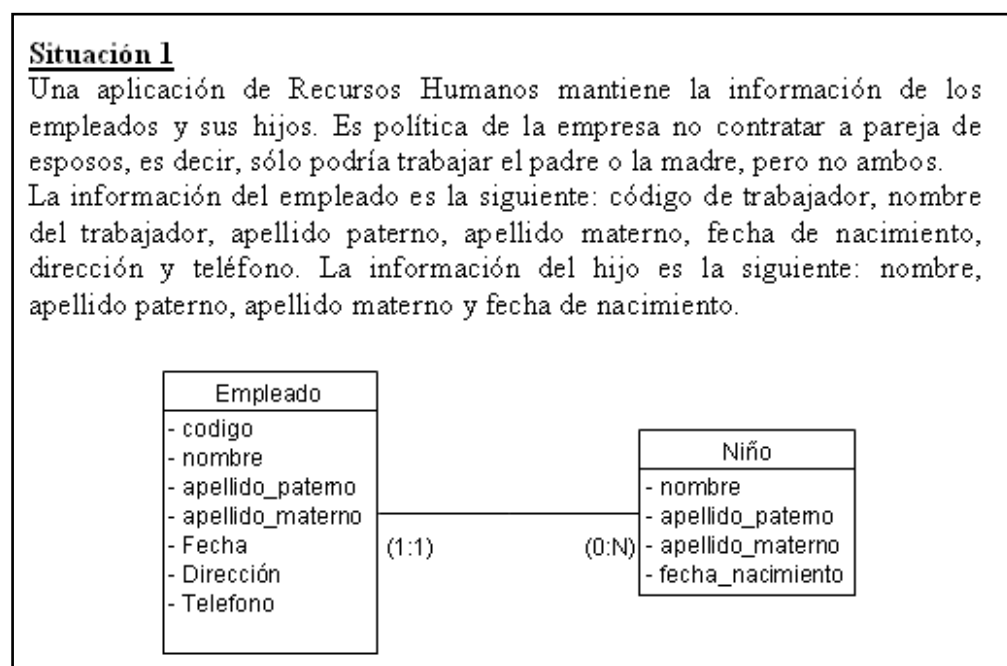 Situación 1
Una aplicación de Recursos Humanos mantiene la información de los
empleados y sus hijos. Es política de la empresa no contratar a pareja de
esposos, es decir, sólo podría trabajar el padre o la madre, pero no ambos.
La información del empleado es la siguiente: código de trabajador, nombre
del trabajador, apellido paterno, apellido materno, fecha de nacimiento,
dirección y teléfono. La información del hijo es la siguiente: nombre,
apellido paterno, apellido materno y fecha de nacimiento.
Empleado
- codigo
- nombre
- apellido_paterno
- apellido_materno
- Fecha
- Dirección
- Telefono
(1:1)
(0:N)
Niño
- nombre
- apellido_paterno
- apellido_materno
- fecha_nacimiento